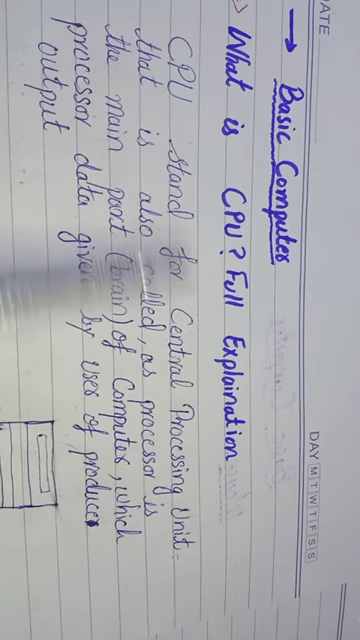 DATE
DAY M T W T F S S
→ Basic Computer
What is CPU? Full Explaination
CPU stand for Central Processing Unit.
that is also called, as processor is
the main part (brain) of Computer, which
processor data given by uses of produce
output